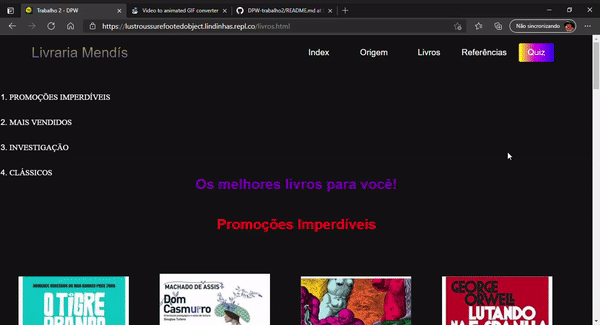 Trabalho 2 - DPW
Video to animated GIF converter
DPW-trabalho2/README.md at
https://lustroussurefootedobject.lindinhas.repl.co/livros.html
Não sincronizando
Livraria Mendís
Index
Origem
Livros
Referências
Quiz
1. PROMOÇÕES IMPERDÍVEIS
2. MAIS VENDIDOS
3. INVESTIGAÇÃO
4. CLÁSSICOS
Os melhores livros para você!
Promoções Imperdíveis
O TIGRE
BRANCO
MACHADO DE ASSIS
Dom
Casmurro
GEORGE
ORWELL
LUTANDO
NA ESPANHA